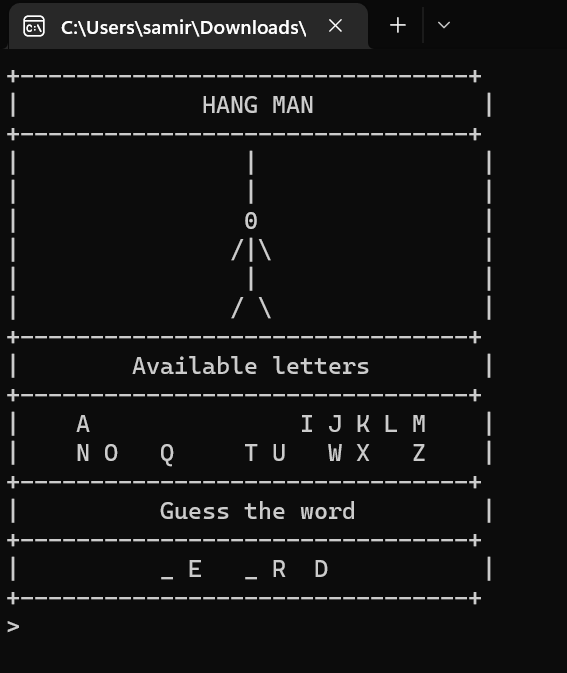 C:\Users\samir\Downloads\
+--------------------------------+
|             HANG MAN            |
+--------------------------------+
|                |                |
|                |                |
|                0                |
|               /|\               |
|                |                |
|               / \               |
+--------------------------------+
|        Available letters        |
+--------------------------------+
|    A               I J K L M    |
|    N O   Q     T U   W X   Z    |
+--------------------------------+
|          Guess the word         |
+--------------------------------+
|          _ E   _ R  D           |
+--------------------------------+
>